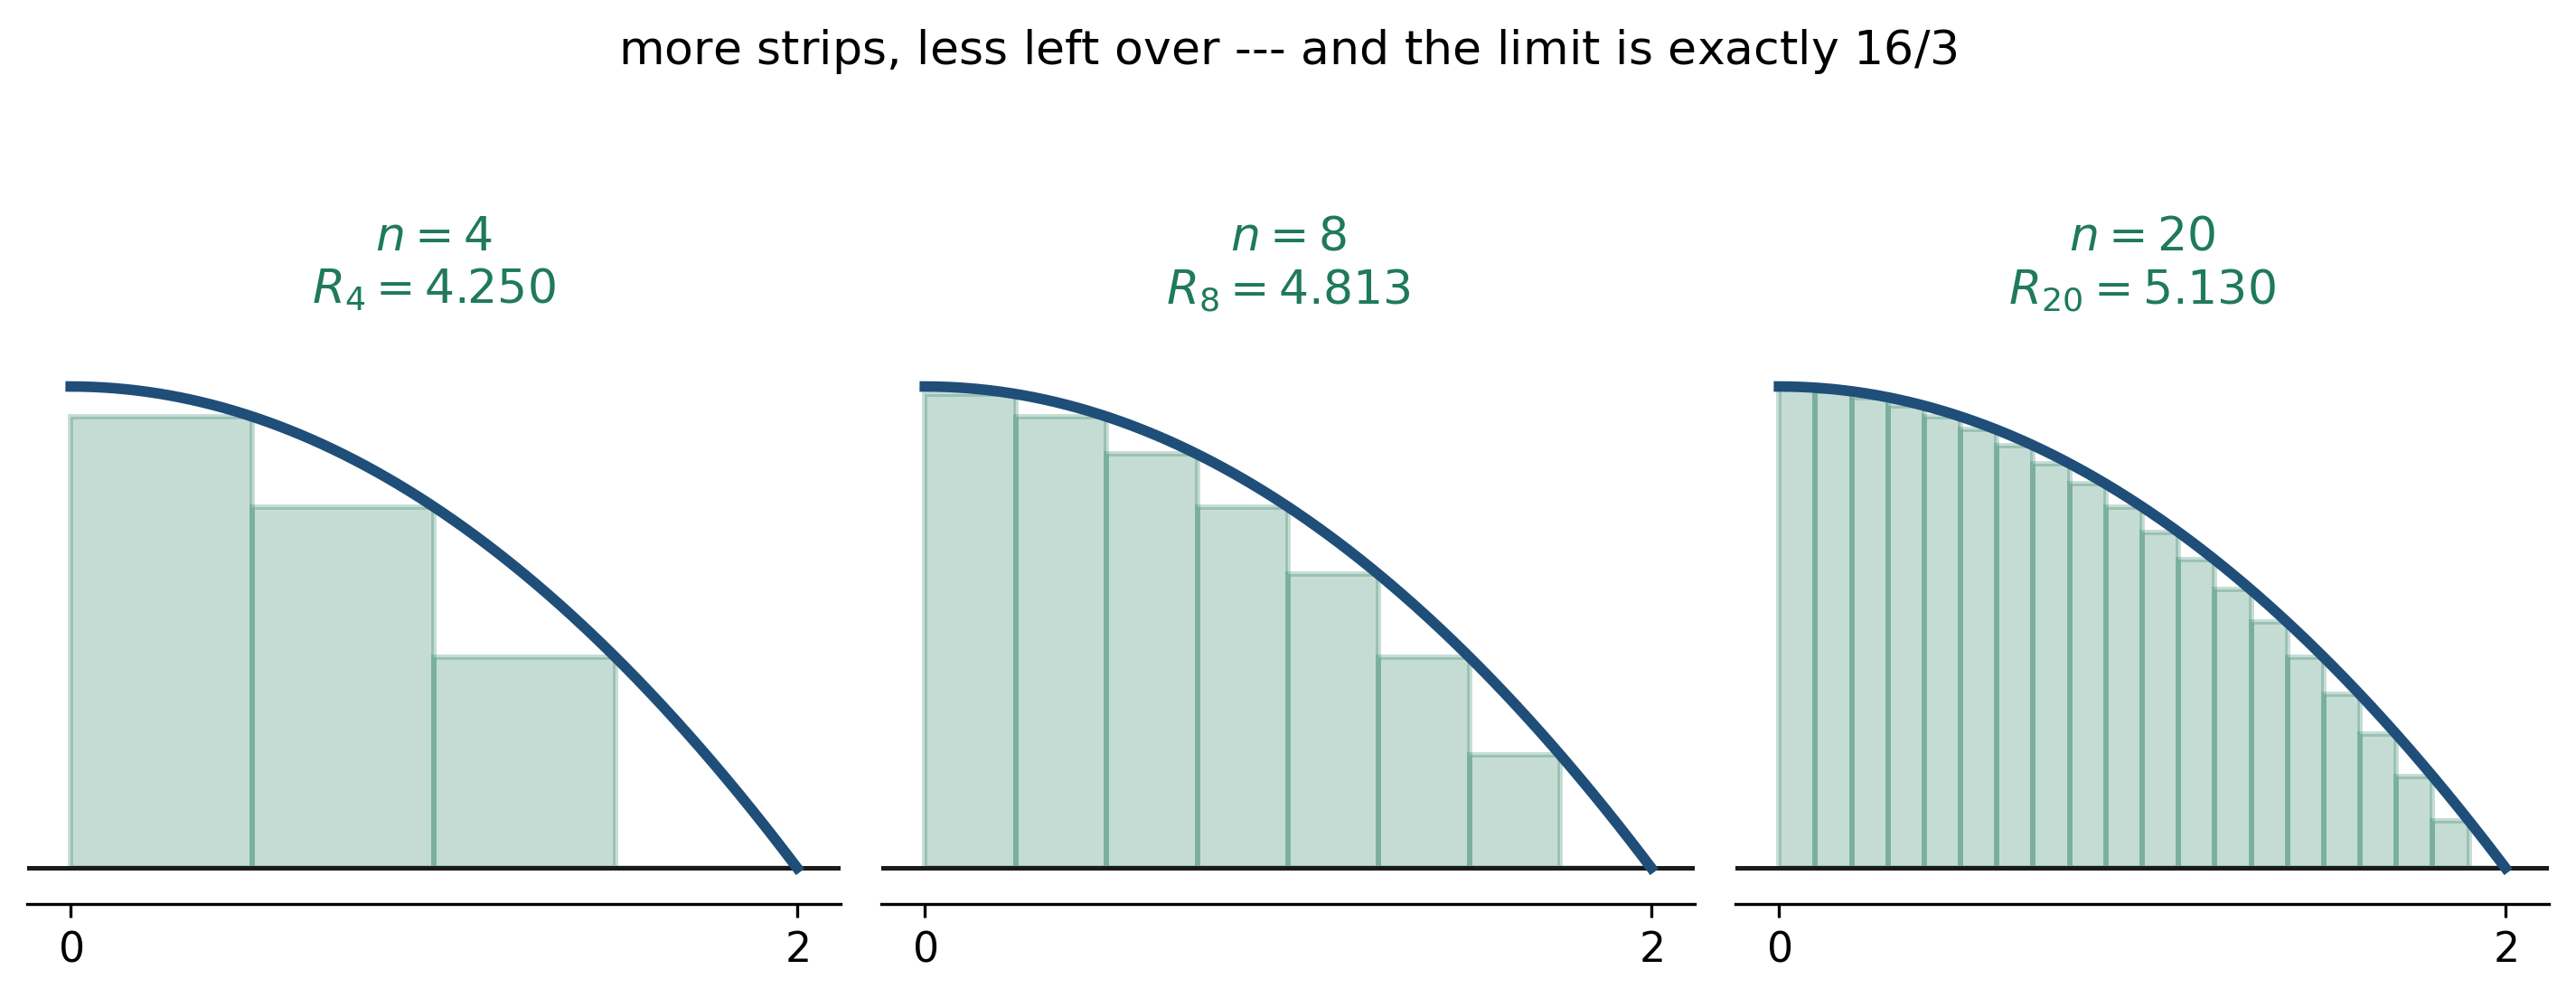 more strips, less left over --- and the limit is exactly 16/3
n = 4
R₄ = 4.250
n = 8
R₈ = 4.813
n = 20
R₂₀ = 5.130
0 2
0 2
0 2